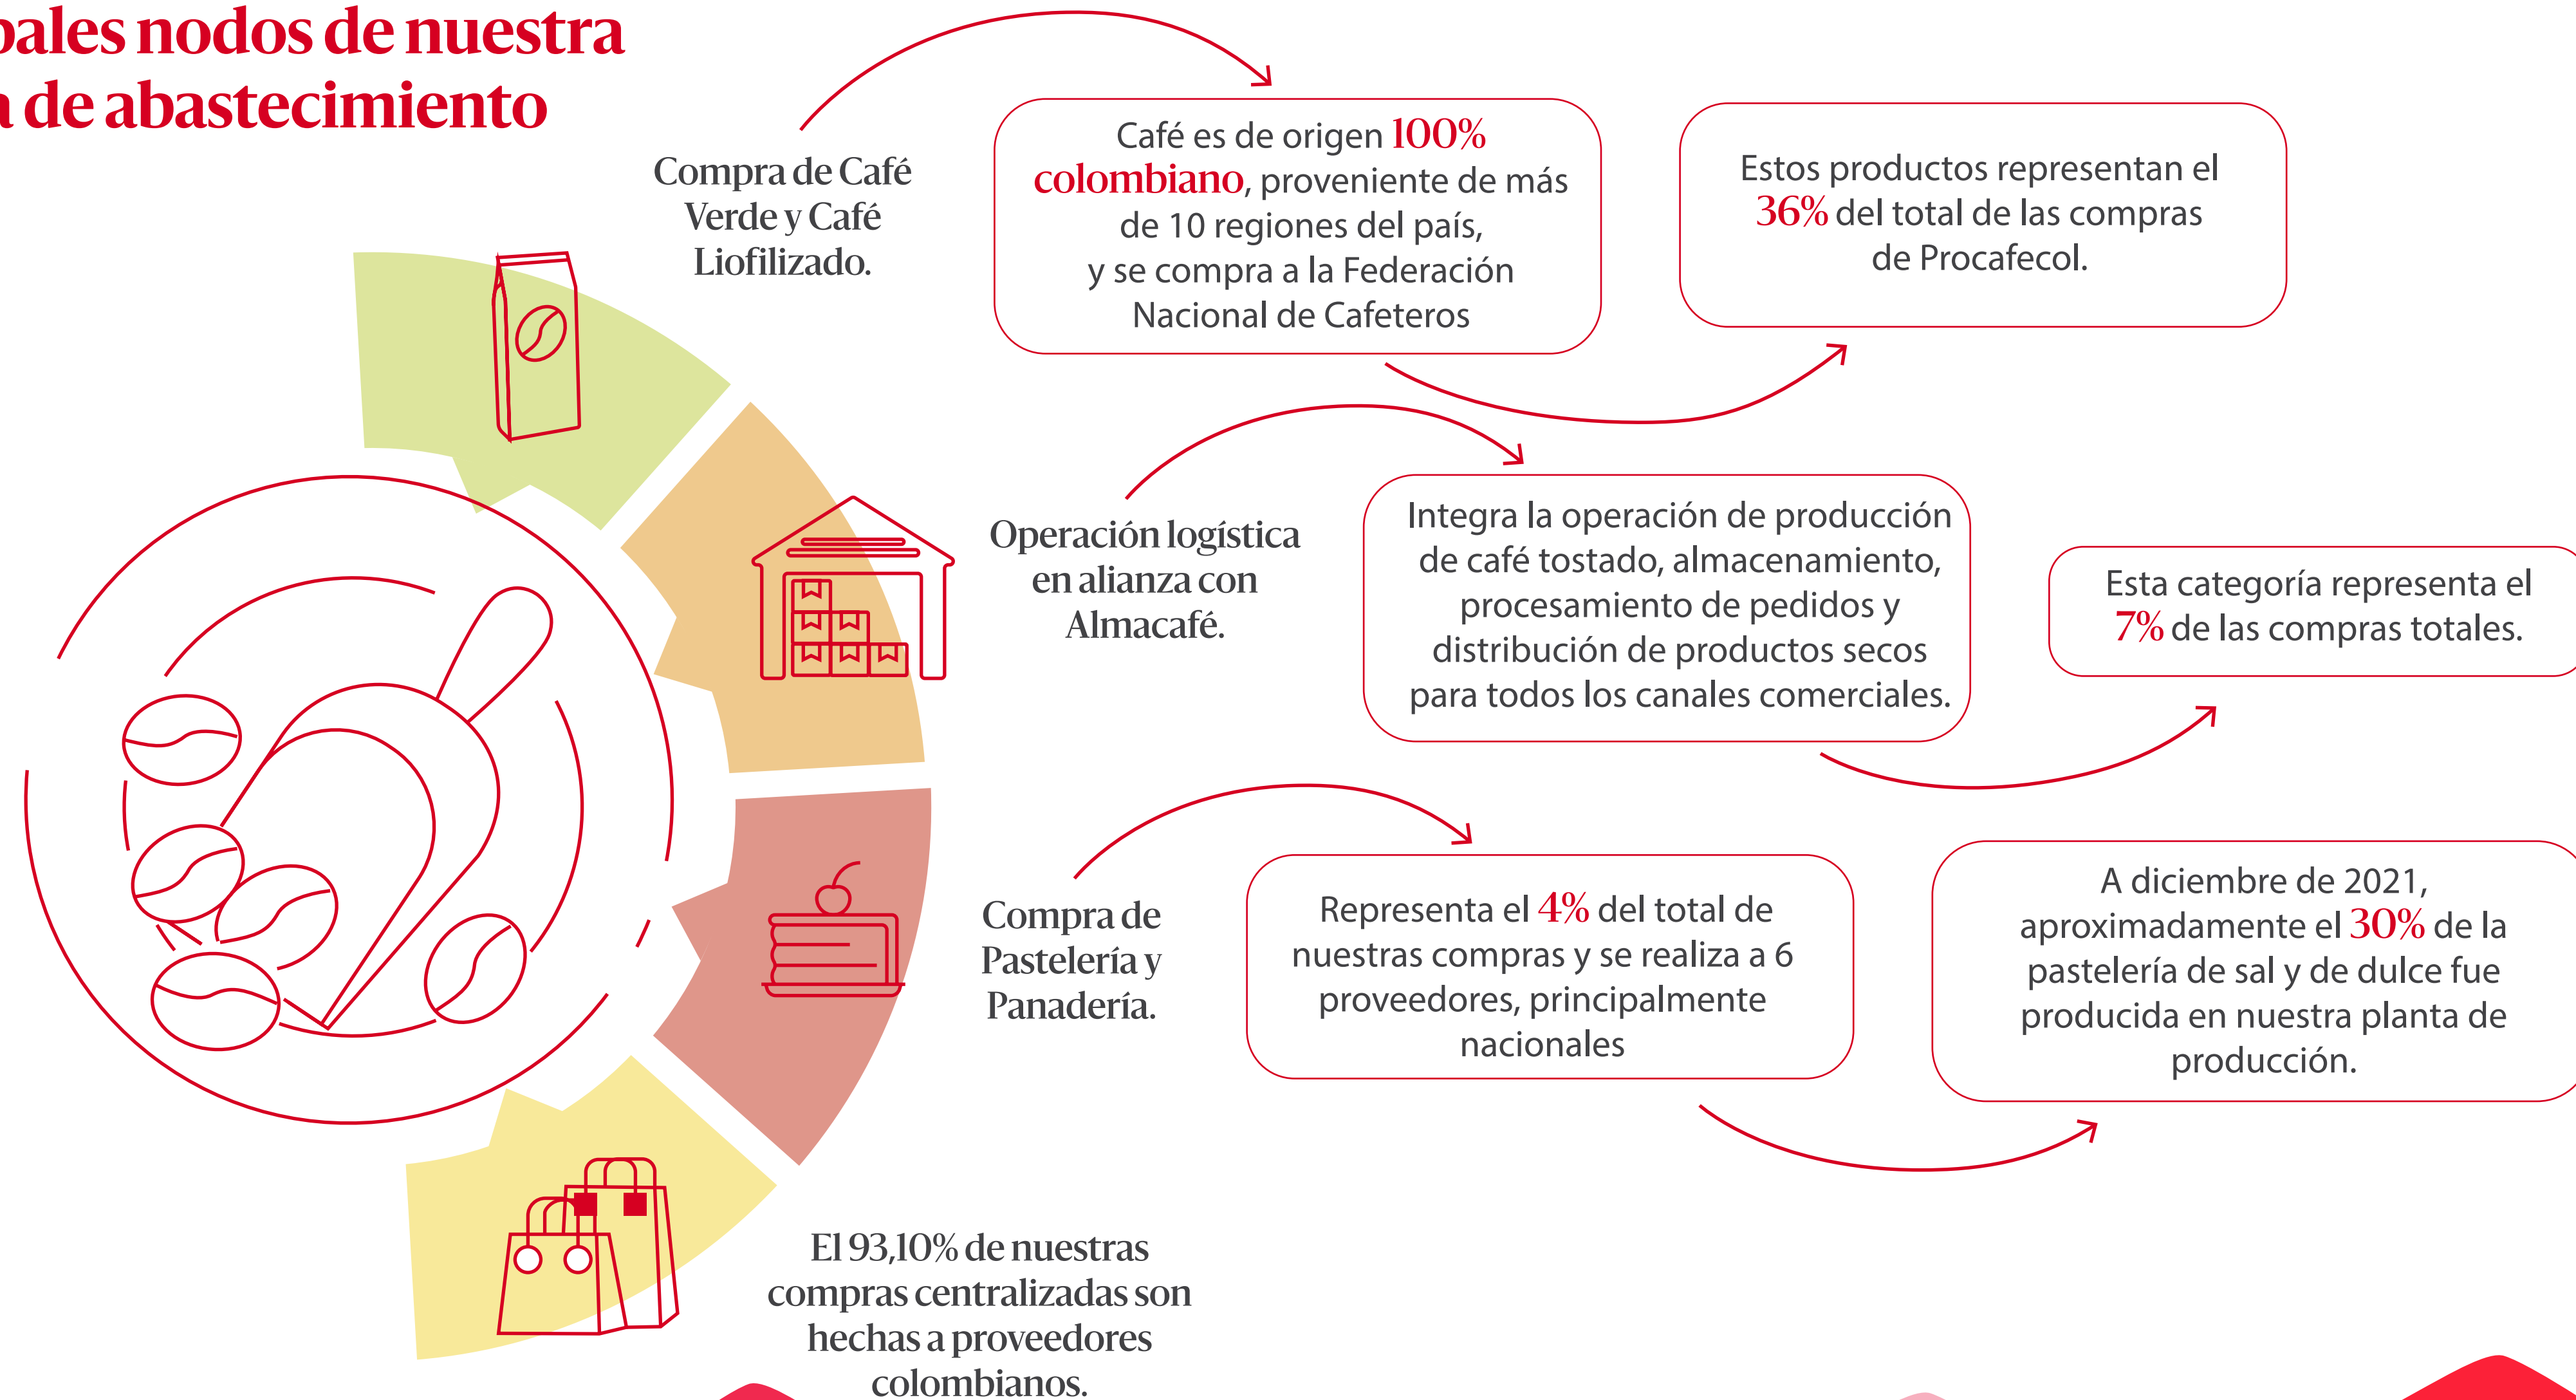 pales nodos de nuestra
a de abastecimiento
Compra de Café
Verde y Café
Liofilizado.
Café es de origen 100%
colombiano, proveniente de más
de 10 regiones del país,
y se compra a la Federación
Nacional de Cafeteros
Estos productos representan el
36% del total de las compras
de Procafecol.
Operación logística
en alianza con
Almacafé.
Integra la operación de producción
de café tostado, almacenamiento,
procesamiento de pedidos y
distribución de productos secos
para todos los canales comerciales.
Esta categoría representa el
7% de las compras totales.
Compra de
Pastelería y
Panadería.
Representa el 4% del total de
nuestras compras y se realiza a 6
proveedores, principalmente
nacionales
A diciembre de 2021,
aproximadamente el 30% de la
pastelería de sal y de dulce fue
producida en nuestra planta de
producción.
El 93,10% de nuestras
compras centralizadas son
hechas a proveedores
colombianos.